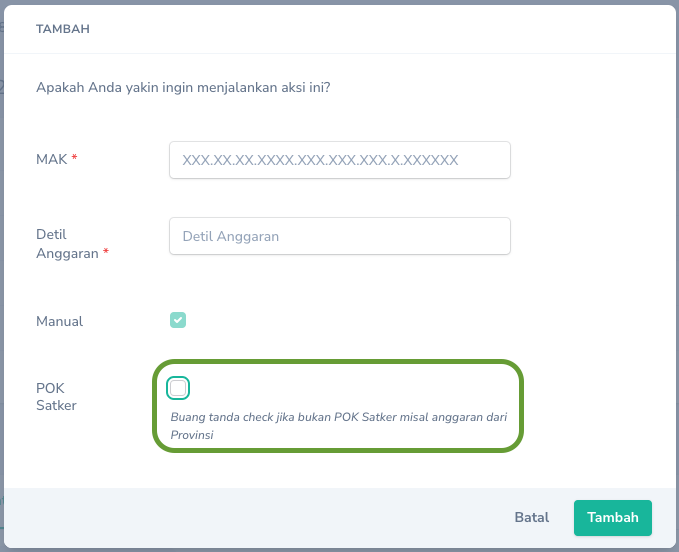 TAMBAH
Apakah Anda yakin ingin menjalankan aksi ini?
MAK *
XXX.XX.XX.XXXX.XXX.XXX.XXX.X.XXXXXX
Detil
Anggaran *
Detil Anggaran
Manual
POK
Satker
Buang tanda check jika bukan POK Satker misal anggaran dari
Provinsi
Batal
Tambah